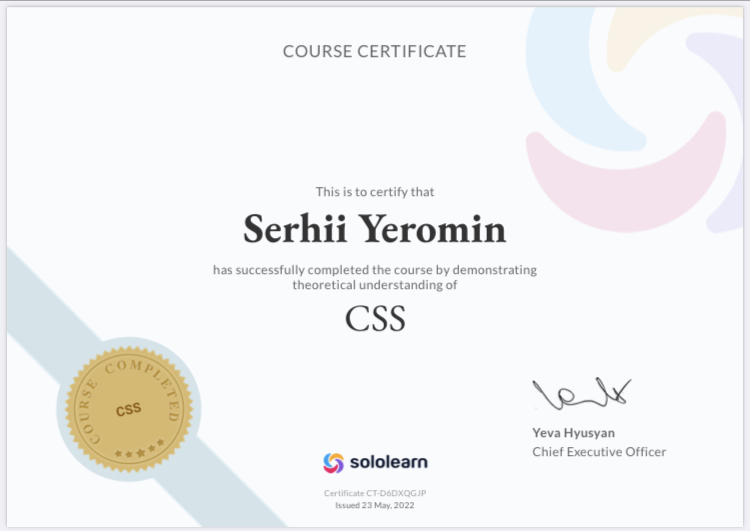 COURSE CERTIFICATE
This is to certify that
Serhii Yeromin
has successfully completed the course by demonstrating
theoretical understanding of
CSS
COURSE COMPLETED
CSS
Yeva Hyusyan
Chief Executive Officer
sololearn
Certificate CT-D6DXQGJP
Issued 23 May, 2022